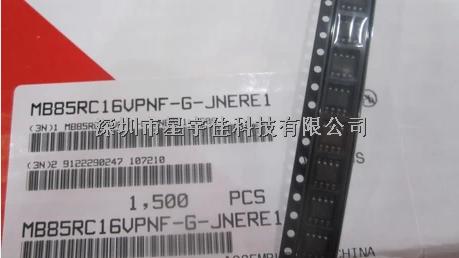 MB85RC16VPNF-G-JNERE1
(3N)1 MB85R
深圳市星宇佳科技有限公司
(3N)2 9122290247 107210
1,500 PCS
MB85RC16VPNF-G-JNERE1
CHINA